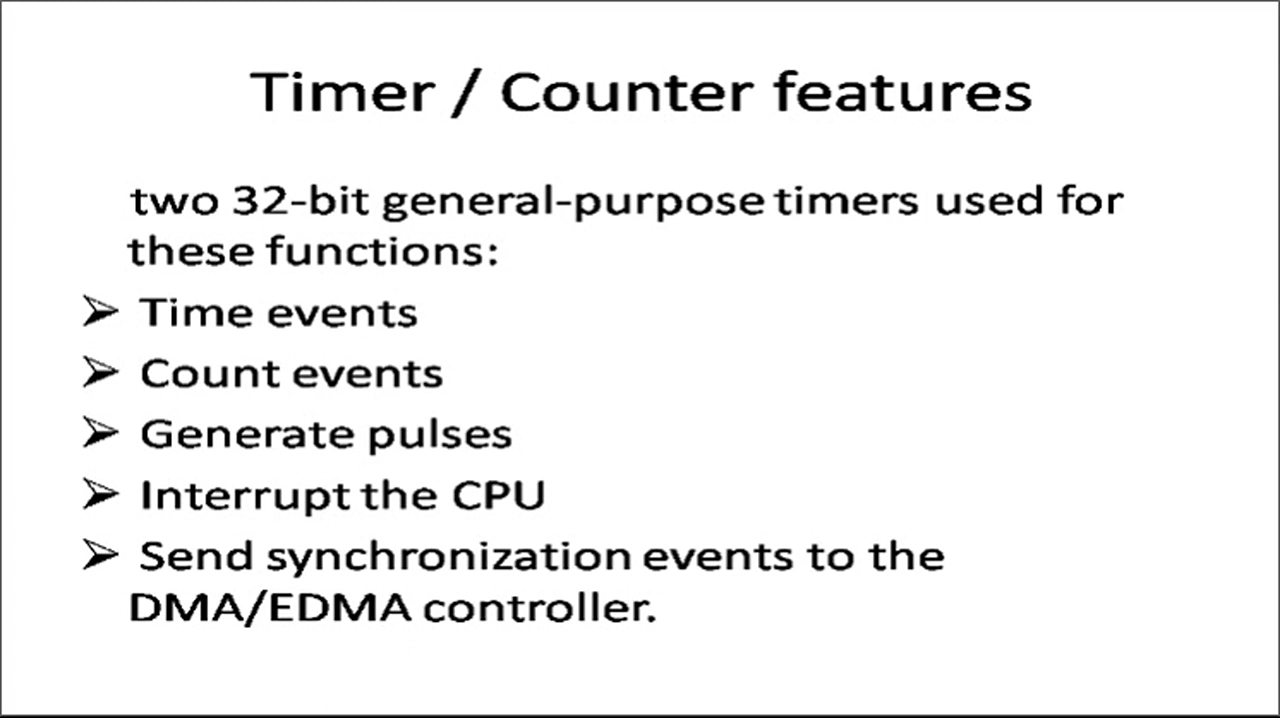 Timer / Counter features
two 32-bit general-purpose timers used for
these functions:
➢ Time events
➢ Count events
➢ Generate pulses
➢ Interrupt the CPU
➢ Send synchronization events to the
DMA/EDMA controller.